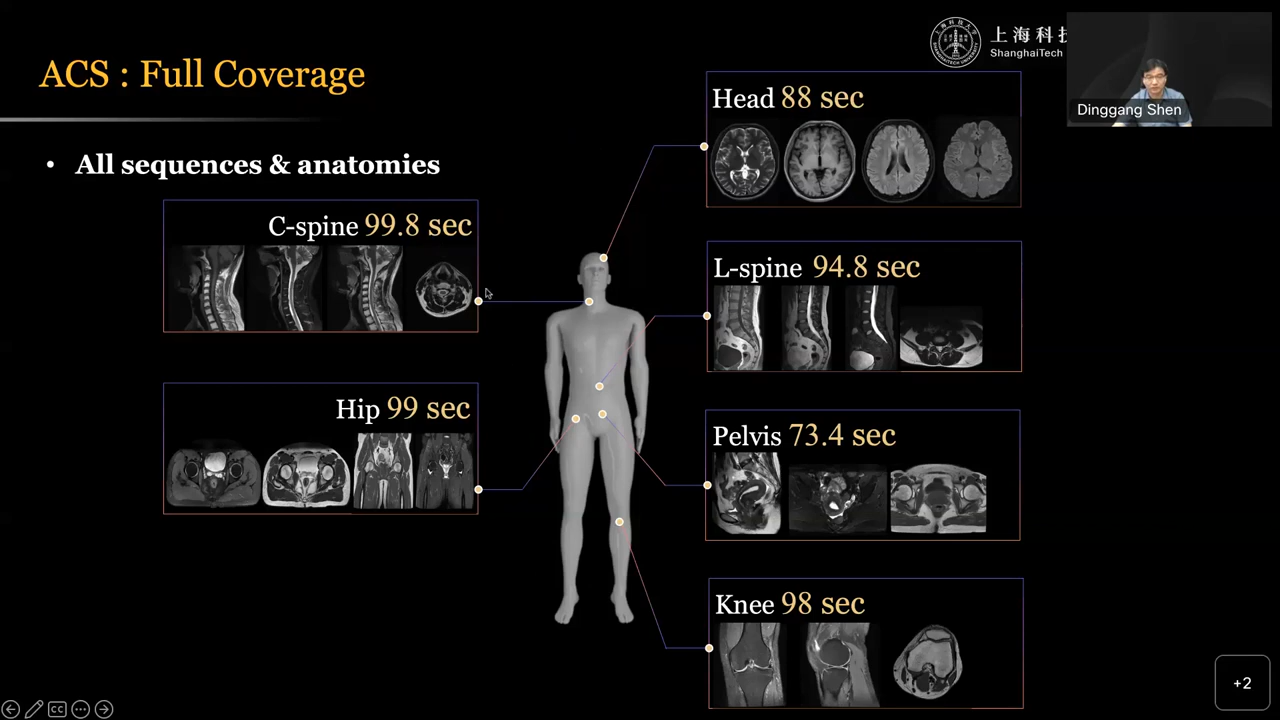 ACS : Full Coverage
• All sequences & anatomies
C-spine 99.8 sec
Hip 99 sec
上海科技
ShanghaiTech
Head 88 sec
L-spine 94.8 sec
Pelvis 73.4 sec
Knee 98 sec
Dinggang Shen
CC
+2